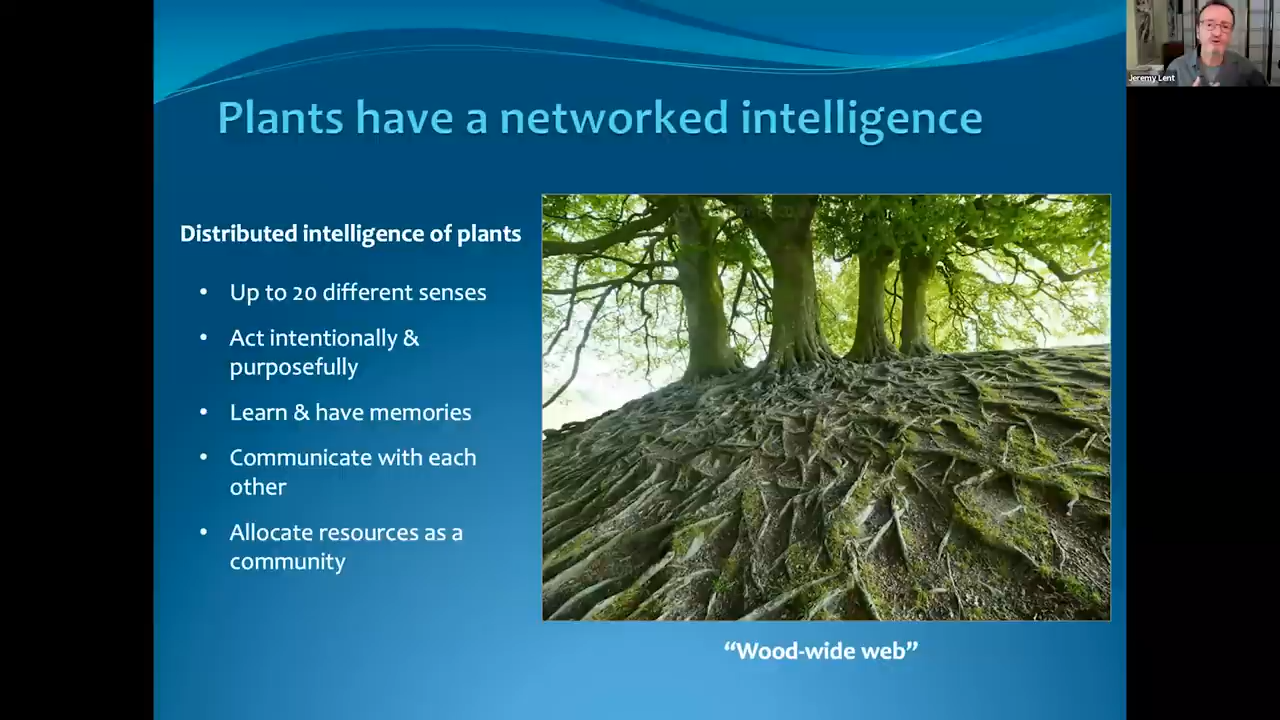 Jeremy Lent
Plants have a networked intelligence
Distributed intelligence of plants
• Up to 20 different senses
• Act intentionally &
purposefully
• Learn & have memories
• Communicate with each
other
• Allocate resources as a
community
“Wood-wide web”